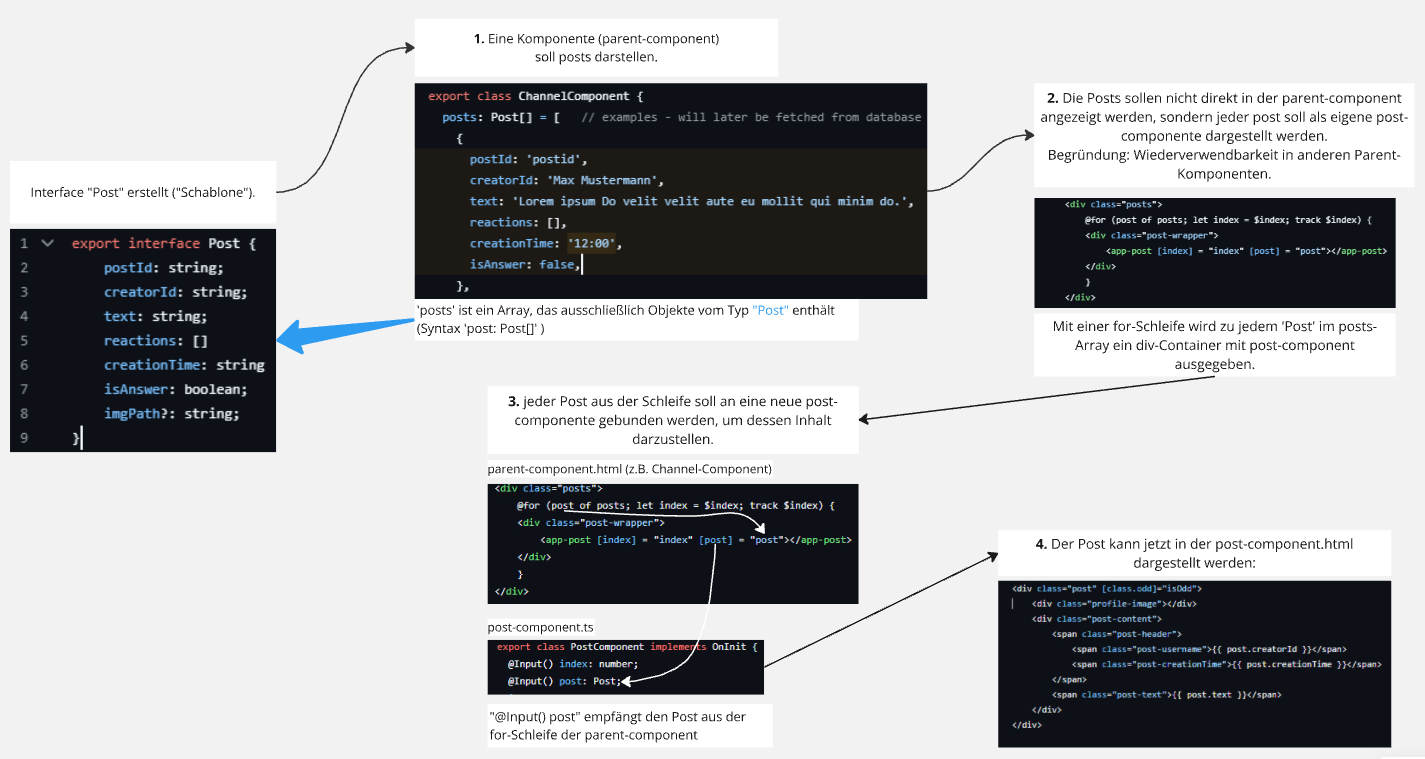 Interface "Post" erstellt ("Schablone").
1 export interface Post {
2 postId: string;
3 creatorId: string;
4 text: string;
5 reactions: []
6 creationTime: string
7 isAnswer: boolean;
8 imgPath?: string;
9 }
1. Eine Komponente (parent-component)
soll posts darstellen.
export class ChannelComponent {
posts: Post[] = [ // examples - will later be fetched from database
{
postId: 'postid',
creatorId: 'Max Mustermann',
text: 'Lorem ipsum Do velit velit aute eu mollit qui minim do.',
reactions: [],
creationTime: '12:00',
isAnswer: false,
},
'posts' ist ein Array, das ausschließlich Objekte vom Typ "Post" enthält
(Syntax 'post: Post[]' )
2. Die Posts sollen nicht direkt in der parent-component
angezeigt werden, sondern jeder post soll als eigene post-
componente dargestellt werden.
Begründung: Wiederverwendbarkeit in anderen Parent-
Komponenten.
<div class="posts">
@for (post of posts; let index = $index; track $index) {
<div class="post-wrapper">
<app-post [index] = "index" [post] = "post"></app-post>
</div>
}
</div>
Mit einer for-Schleife wird zu jedem 'Post' im posts-
Array ein div-Container mit post-component
ausgegeben.
3. jeder Post aus der Schleife soll an eine neue post-
componente gebunden werden, um dessen Inhalt
darzustellen.
parent-component.html (z.B. Channel-Component)
<div class="posts">
@for (post of posts; let index = $index; track $index) {
<div class="post-wrapper">
<app-post [index] = "index" [post] = "post"></app-post>
</div>
}
</div>
post-component.ts
export class PostComponent implements OnInit {
@Input() index: number;
@Input() post: Post;
"@Input() post" empfängt den Post aus der
for-Schleife der parent-component
4. Der Post kann jetzt in der post-component.html
dargestellt werden:
<div class="post" [class.odd]="isOdd">
<div class="profile-image"></div>
<div class="post-content">
<span class="post-header">
<span class="post-username">{{ post.creatorId }}</span>
<span class="post-creationTime">{{ post.creationTime }}</span>
</span>
<span class="post-text">{{ post.text }}</span>
</div>
</div>